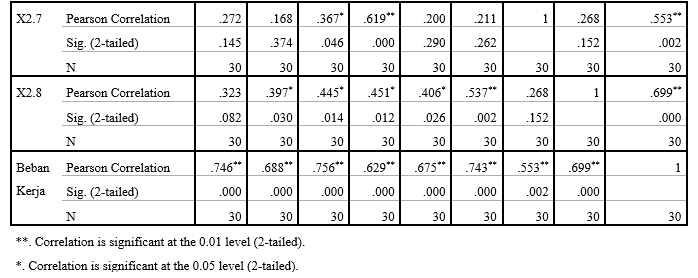 X2.7 Pearson Correlation .272 .168 .367* .619** .200 .211 1 .268 .553**
Sig. (2-tailed) .145 .374 .046 .000 .290 .262 .152 .002
N 30 30 30 30 30 30 30 30 30
X2.8 Pearson Correlation .323 .397* .445* .451* .406* .537** .268 1 .699**
Sig. (2-tailed) .082 .030 .014 .012 .026 .002 .152 .000
N 30 30 30 30 30 30 30 30 30
Beban Pearson Correlation .746** .688** .756** .629** .675** .743** .553** .699** 1
Kerja Sig. (2-tailed) .000 .000 .000 .000 .000 .000 .002 .000
N 30 30 30 30 30 30 30 30 30
**. Correlation is significant at the 0.01 level (2-tailed).
*. Correlation is significant at the 0.05 level (2-tailed).